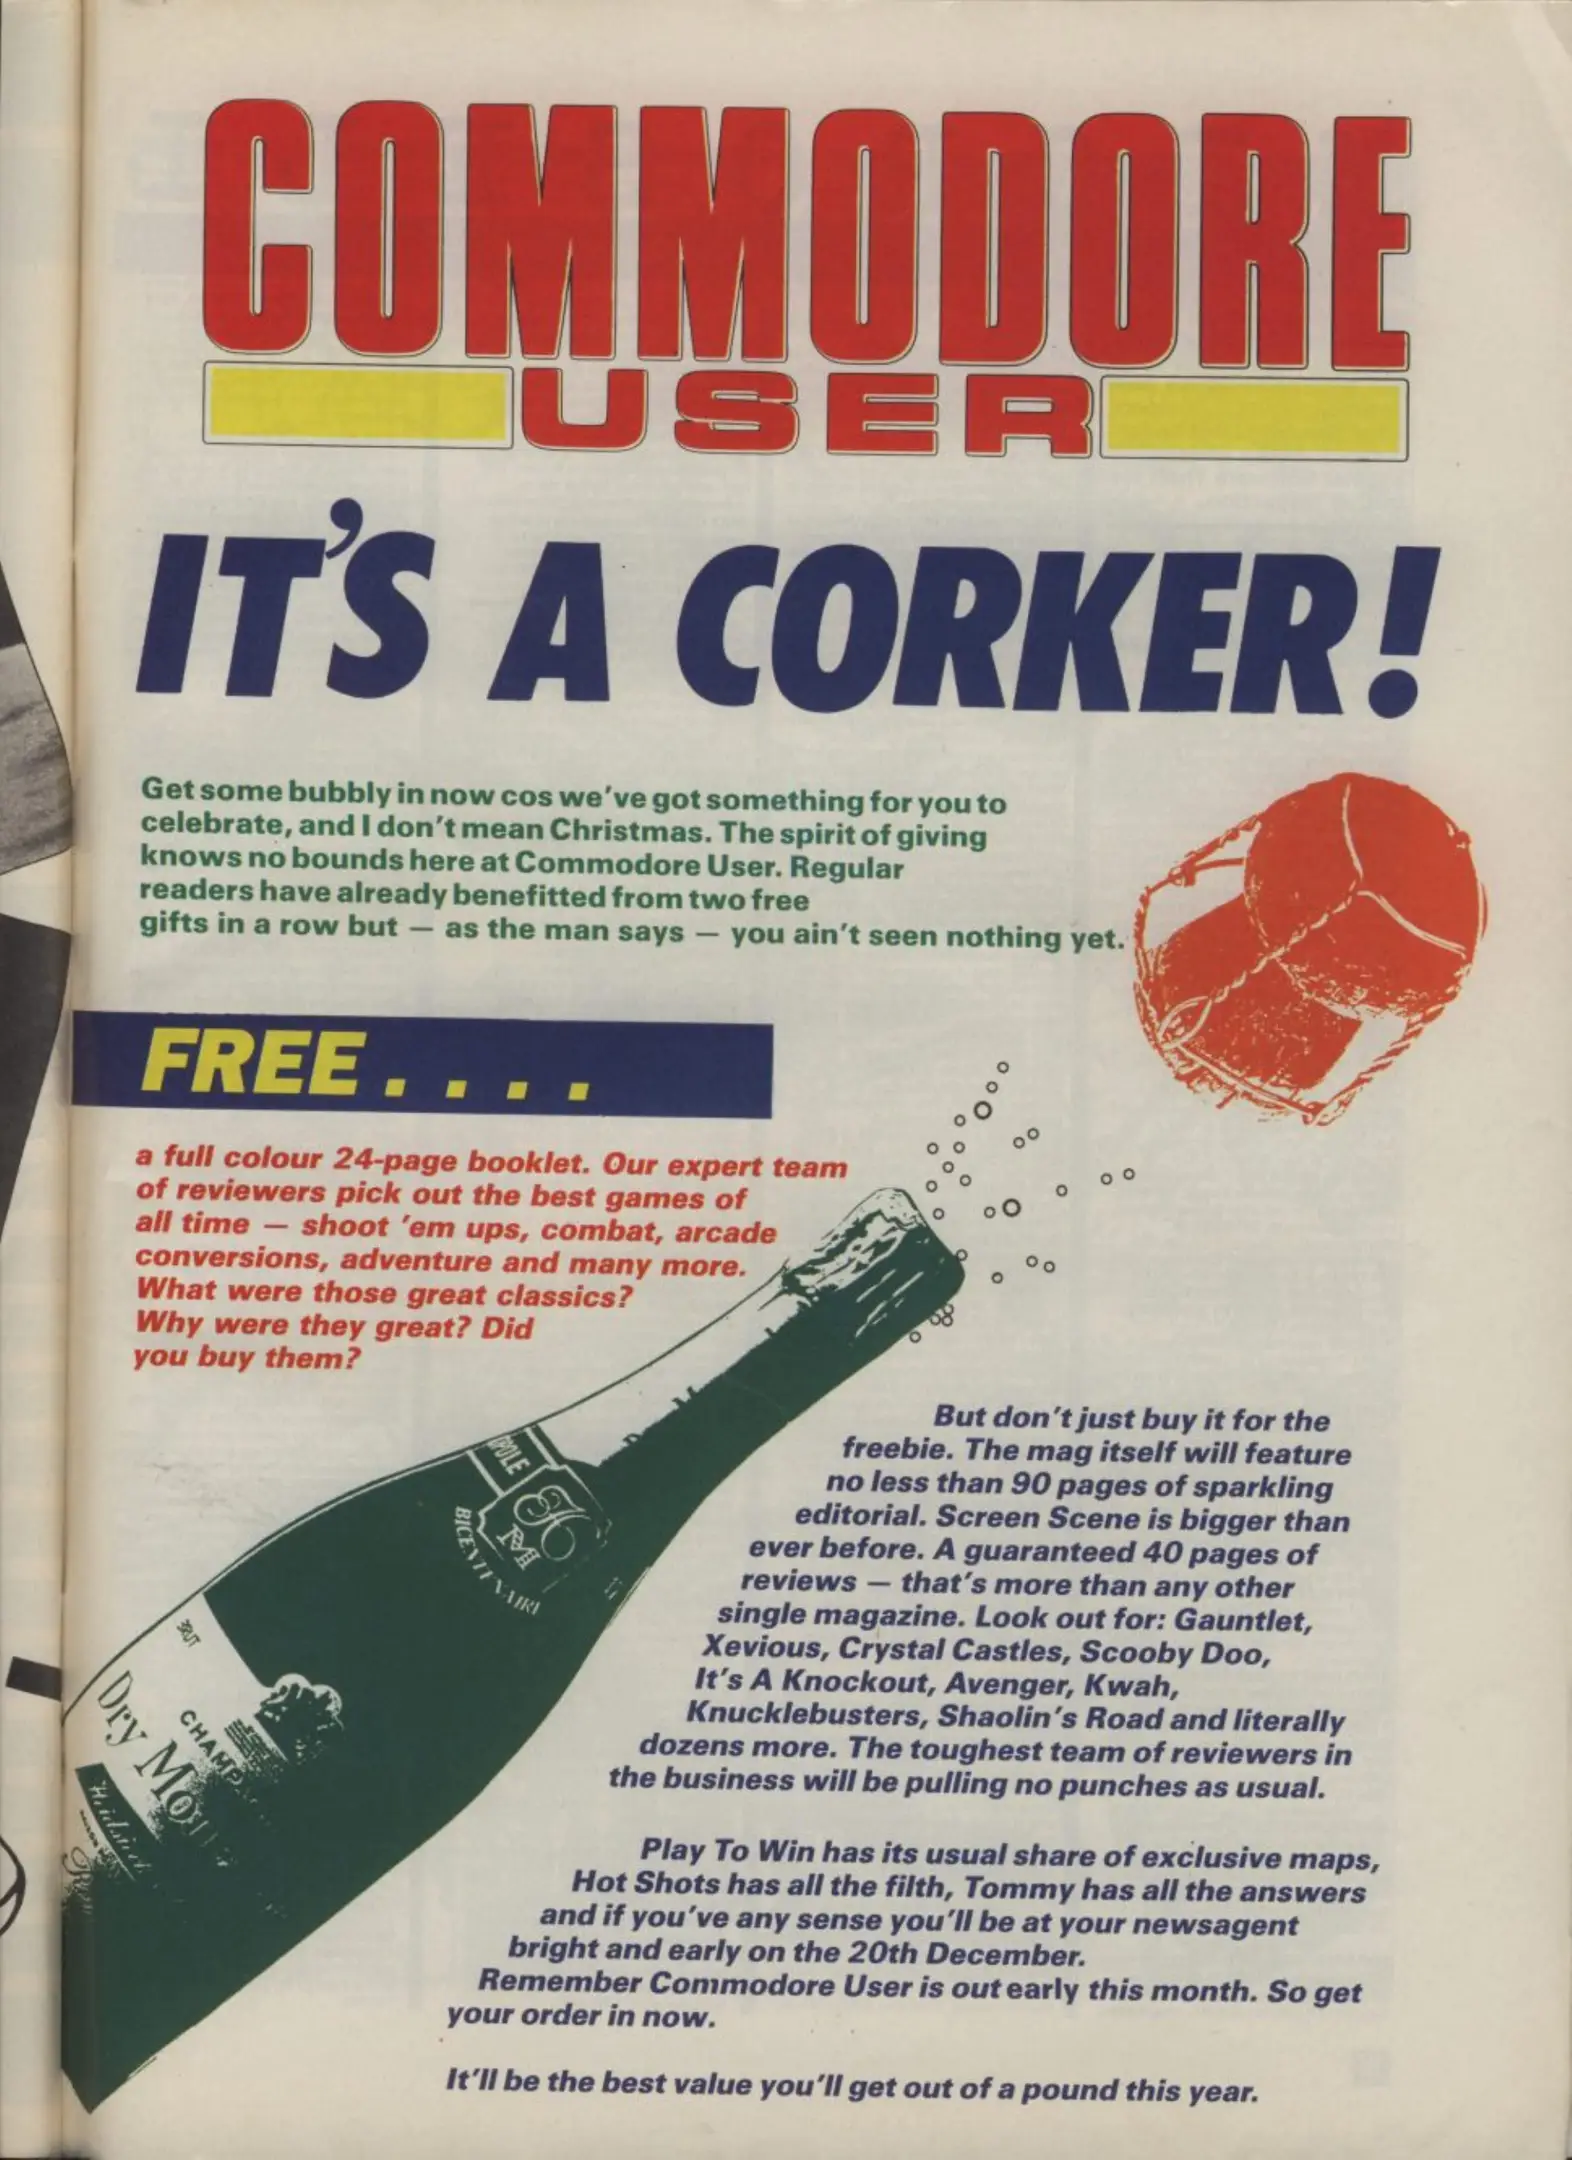 COMMODORE
USER
IT'S A CORKER!
Get some bubbly in now cos we've got something for you to
celebrate, and I don't mean Christmas. The spirit of giving
knows no bounds here at Commodore User. Regular
readers have already benefitted from two free
gifts in a row but — as the man says — you ain't seen nothing yet.
FREE....
a full colour 24-page booklet. Our expert team
of reviewers pick out the best games of
all time — shoot 'em ups, combat, arcade
conversions, adventure and many more.
What were those great classics?
Why were they great? Did
you buy them?
But don't just buy it for the
freebie. The mag itself will feature
no less than 90 pages of sparkling
editorial. Screen Scene is bigger than
ever before. A guaranteed 40 pages of
reviews — that's more than any other
single magazine. Look out for: Gauntlet,
Xevious, Crystal Castles, Scooby Doo,
It's A Knockout, Avenger, Kwah,
Knucklebusters, Shaolin's Road and literally
dozens more. The toughest team of reviewers in
the business will be pulling no punches as usual.
Play To Win has its usual share of exclusive maps,
Hot Shots has all the filth, Tommy has all the answers
and if you've any sense you'll be at your newsagent
bright and early on the 20th December.
Remember Commodore User is out early this month. So get
your order in now.
It'll be the best value you'll get out of a pound this year.
BRUT
Dry